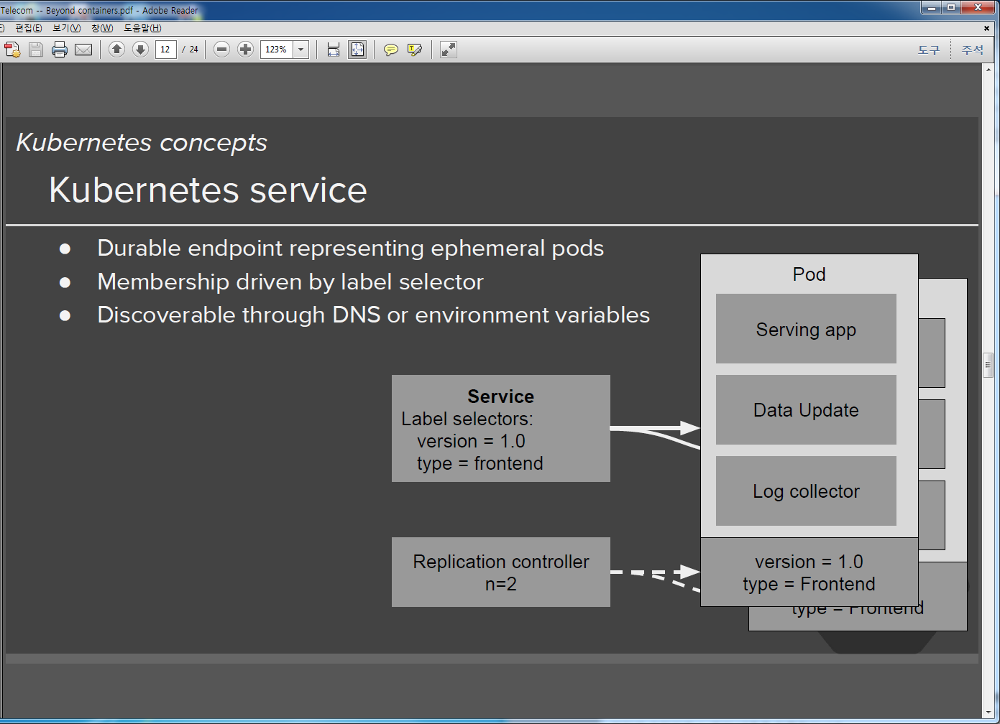 Telecom -- Beyond containers.pdf - Adobe Reader
편집(E) 보기(V) 창(W) 도움말(H)
12 / 24 123% 도구 주석
Kubernetes concepts
Kubernetes service
● Durable endpoint representing ephemeral pods
● Membership driven by label selector
● Discoverable through DNS or environment variables
Pod
Serving app
Data Update
Log collector
version = 1.0
type = Frontend
type = Frontend
Service
Label selectors:
version = 1.0
type = frontend
Replication controller
n=2